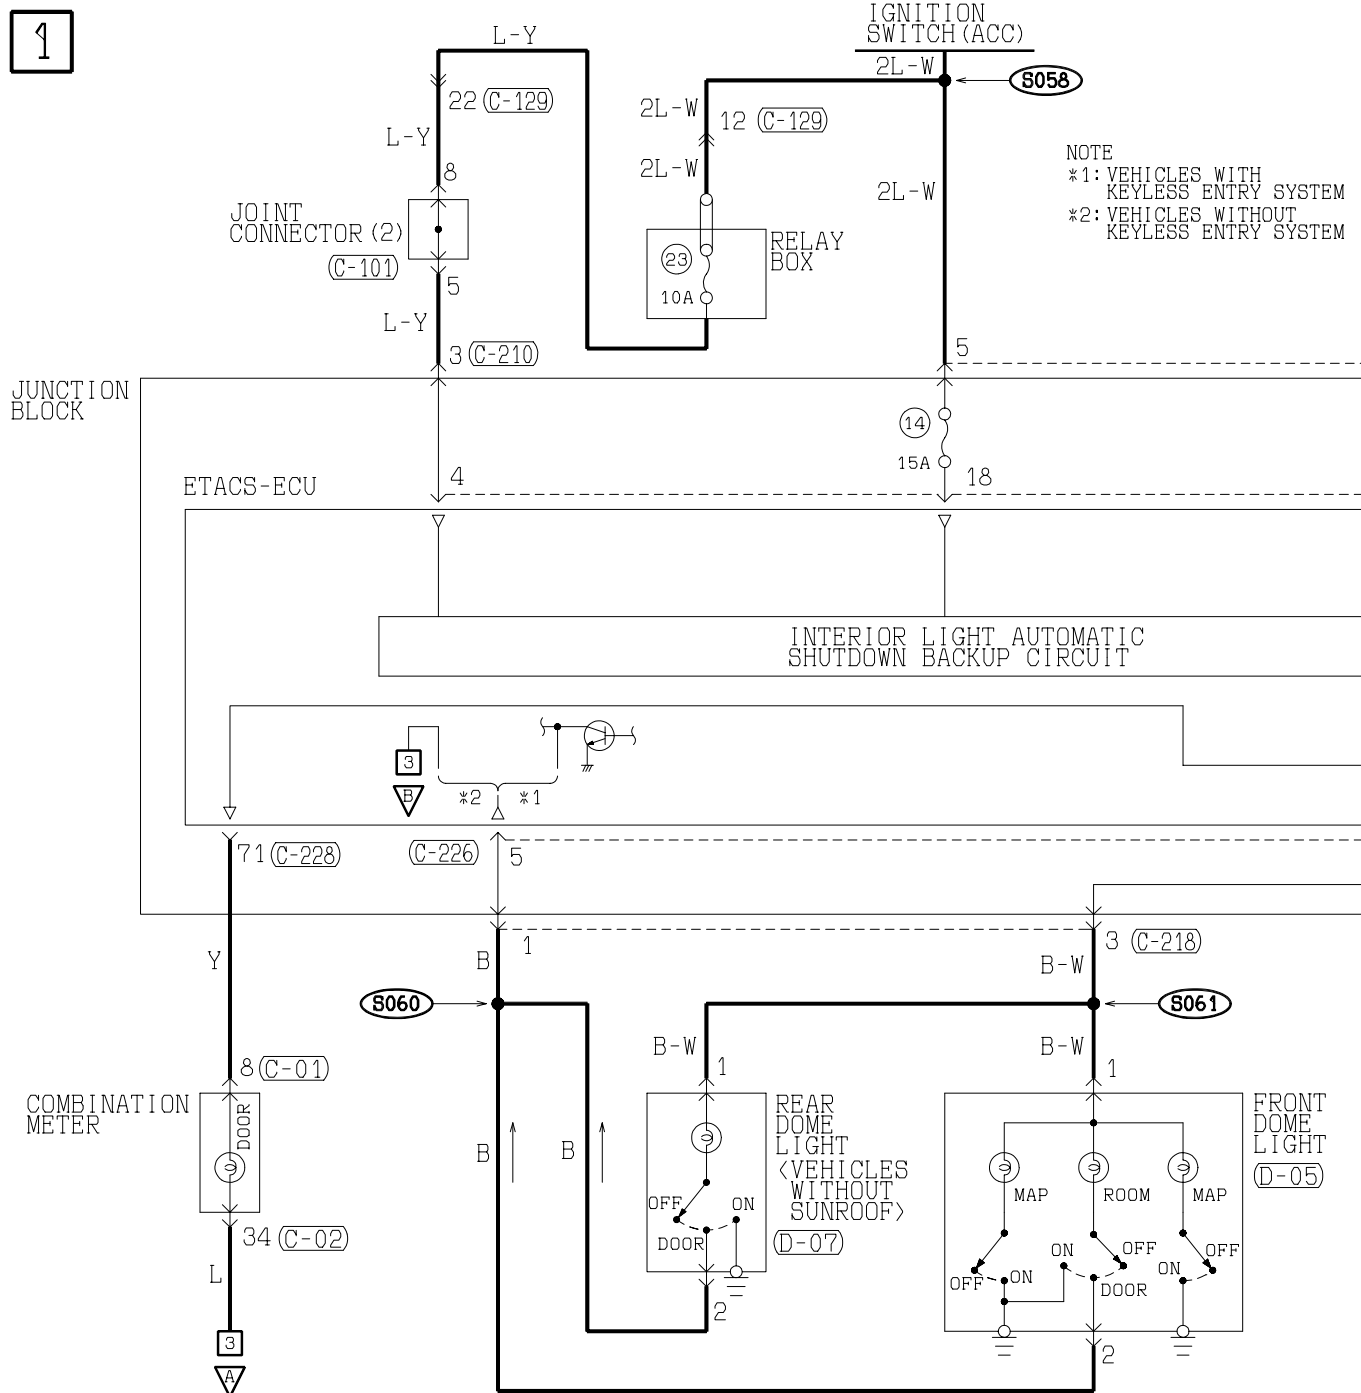 1
L-Y
IGNITION
SWITCH(ACC)
2L-W
S058
22 (C-129)
2L-W
12 (C-129)
L-Y
2L-W
2L-W
NOTE
*1: VEHICLES WITH
KEYLESS ENTRY SYSTEM
*2: VEHICLES WITHOUT
KEYLESS ENTRY SYSTEM
8
JOINT
CONNECTOR (2)
(C-101)
5
23
10A
RELAY
BOX
L-Y
3 (C-210)
5
JUNCTION
BLOCK
14
15A
ETACS-ECU
4
18
INTERIOR LIGHT AUTOMATIC
SHUTDOWN BACKUP CIRCUIT
3
B
*2
*1
71 (C-228)
(C-226)
5
1
3 (C-218)
Y
B
B-W
S060
S061
B-W
B-W
8 (C-01)
1
1
COMBINATION
METER
DOOR
B
B
REAR
DOME
LIGHT
<VEHICLES
WITHOUT
SUNROOF>
(D-07)
OFF
ON
DOOR
FRONT
DOME
LIGHT
(D-05)
MAP
ROOM
MAP
OFF
ON
ON
OFF
DOOR
ON
OFF
34 (C-02)
L
2
2
3
A